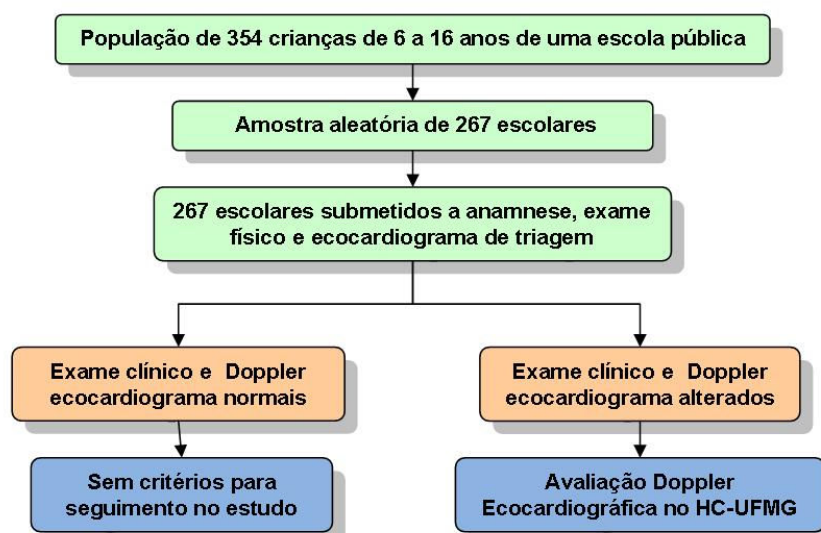 População de 354 crianças de 6 a 16 anos de uma escola pública
Amostra aleatória de 267 escolares
267 escolares submetidos a anamnese, exame
físico e ecocardiograma de triagem
Exame clínico e Doppler
ecocardiograma normais
Exame clínico e Doppler
ecocardiograma alterados
Sem critérios para
seguimento no estudo
Avaliação Doppler
Ecocardiográfica no HC-UFMG